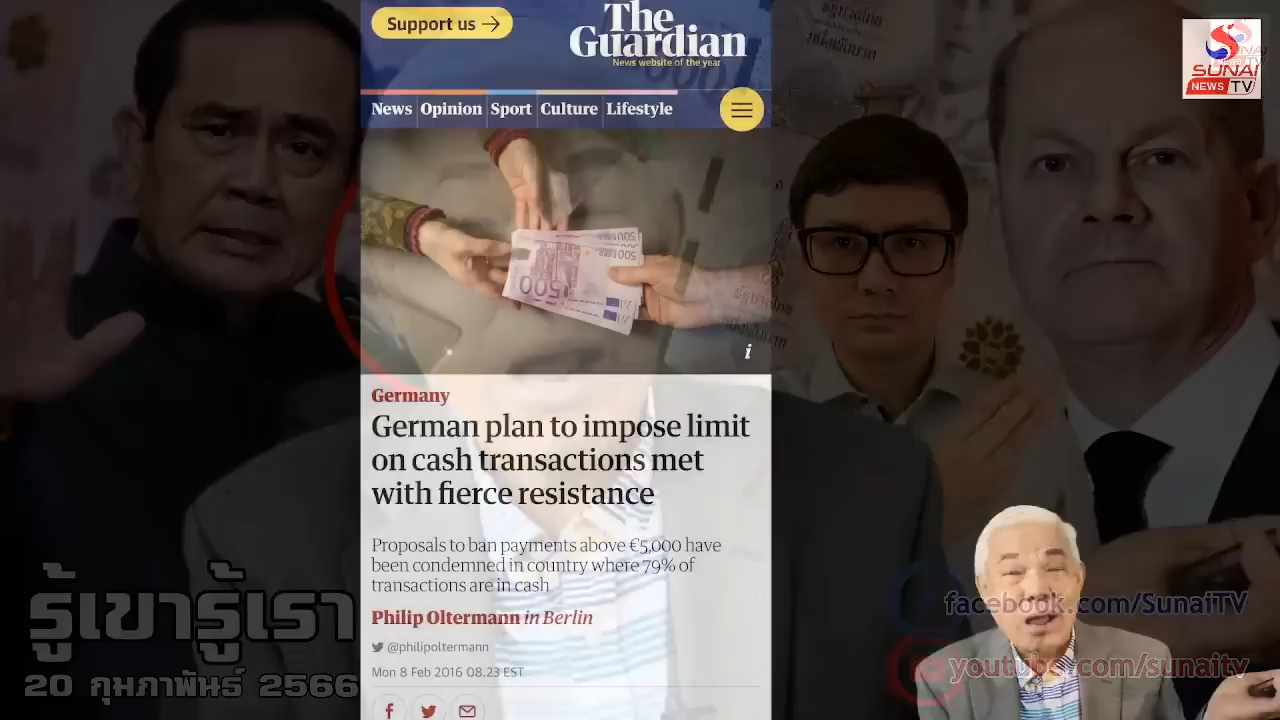 Support us →
The
Guardian
News website of the year
SUNAI
NEWS TV
News
Opinion
Sport
Culture
Lifestyle
500
i
Germany
German plan to impose limit
on cash transactions met
with fierce resistance
Proposals to ban payments above €5,000 have
been condemned in country where 79% of
transactions are in cash
Philip Oltermann in Berlin
@philipoltermann
Mon 8 Feb 2016 08.23 EST
รู้เขารู้เรา
20 กุมภาพันธ์ 2566
facebook.com/SunaiTV
youtube.com/sunaitv